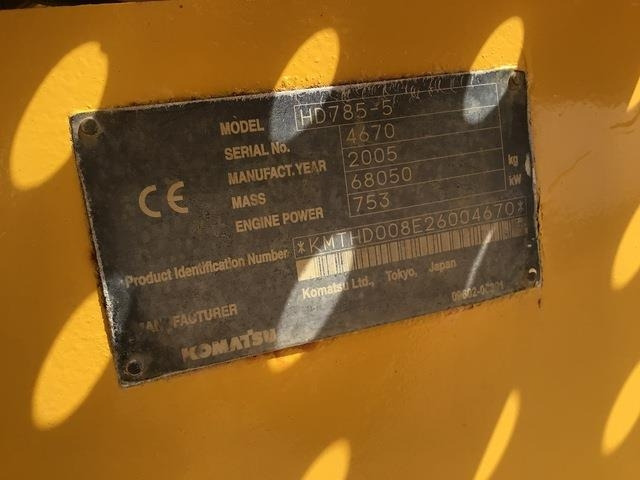 MODEL HD785-5
SERIAL No. 4670
MANUFACT.YEAR 2005
MASS 68050 kg
ENGINE POWER 753 kW
CE
Product Identification Number *KMTHD008E26004670*
MANUFACTURER Komatsu Ltd., Tokyo, Japan
KOMATSU